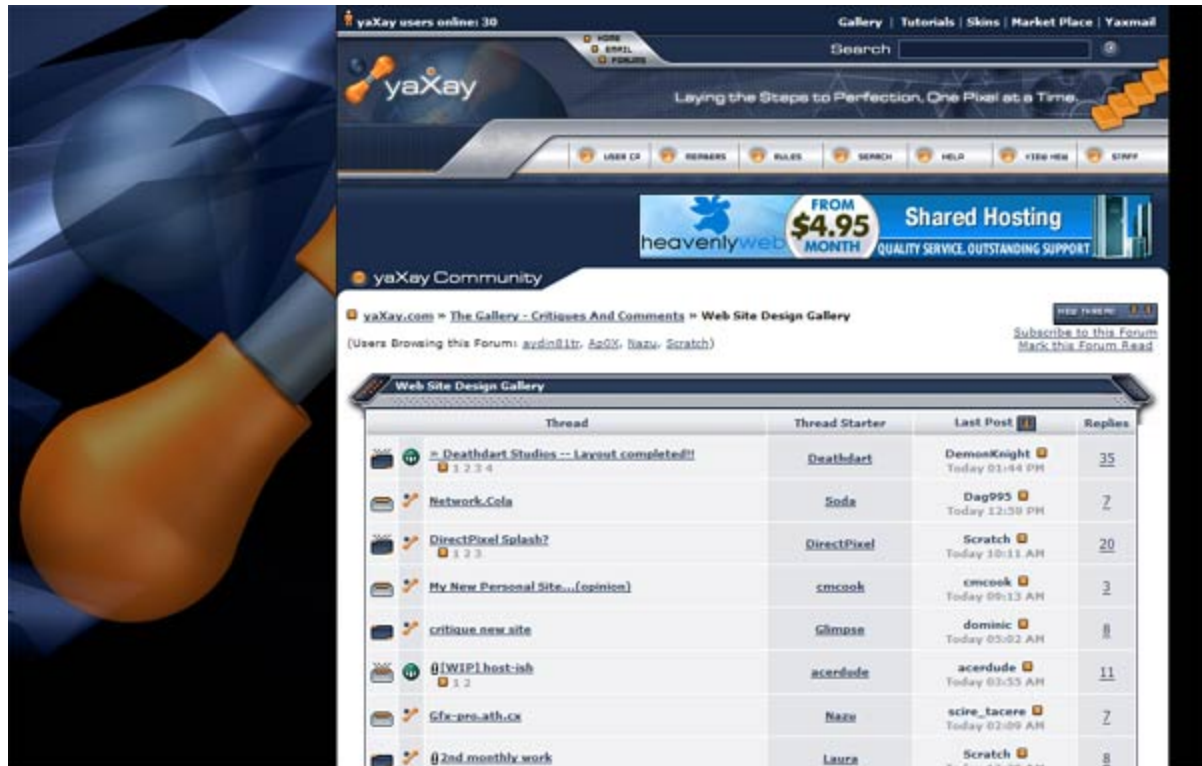 yaXay users online: 30
Gallery | Tutorials | Skins | Market Place | Yaxmail
HOME
EMAIL
FORUMS
Search
yaXay
Laying the Steps to Perfection, One Pixel at a Time.
USER CP MEMBERS RULES SEARCH HELP VIEW NEW STAFF
heavenlyweb
FROM
$4.95
MONTH
Shared Hosting
QUALITY SERVICE. OUTSTANDING SUPPORT
yaXay Community
yaXay.com » The Gallery - Critiques And Comments » Web Site Design Gallery
NEW THREAD
(Users Browsing this Forum: aydin81tr, Ap0X, Nazu, Scratch)
Subscribe to this Forum
Mark this Forum Read
Web Site Design Gallery
Thread Thread Starter Last Post Replies
» Deathdart Studios -- Layout completed!! Deathdart DemonKnight 35
1 2 3 4 Today 01:44 PM
Network.Cola Soda Dag995 7
Today 12:50 PM
DirectPixel Splash? DirectPixel Scratch 20
1 2 3 Today 10:11 AM
My New Personal Site...(opinion) cmcook cmcook 3
Today 09:13 AM
critique new site Glimpse dominic 8
Today 05:02 AM
[WIP] host-ish acerdude acerdude 11
1 2 Today 03:55 AM
Gfx-pro.ath.cx Nazu scire_tacere 7
Today 02:09 AM
2nd monthly work Laura Scratch 8